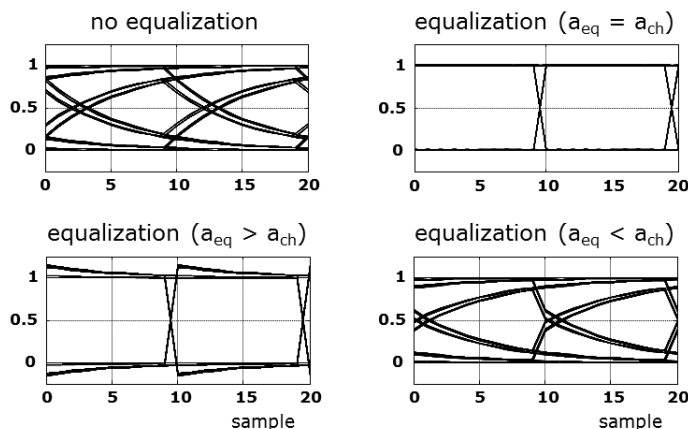 no equalization
equalization (a_eq = a_ch)
1
0.5
0
0 5 10 15 20
1
0.5
0
0 5 10 15 20
equalization (a_eq > a_ch)
equalization (a_eq < a_ch)
1
0.5
0
0 5 10 15 20
sample
1
0.5
0
0 5 10 15 20
sample